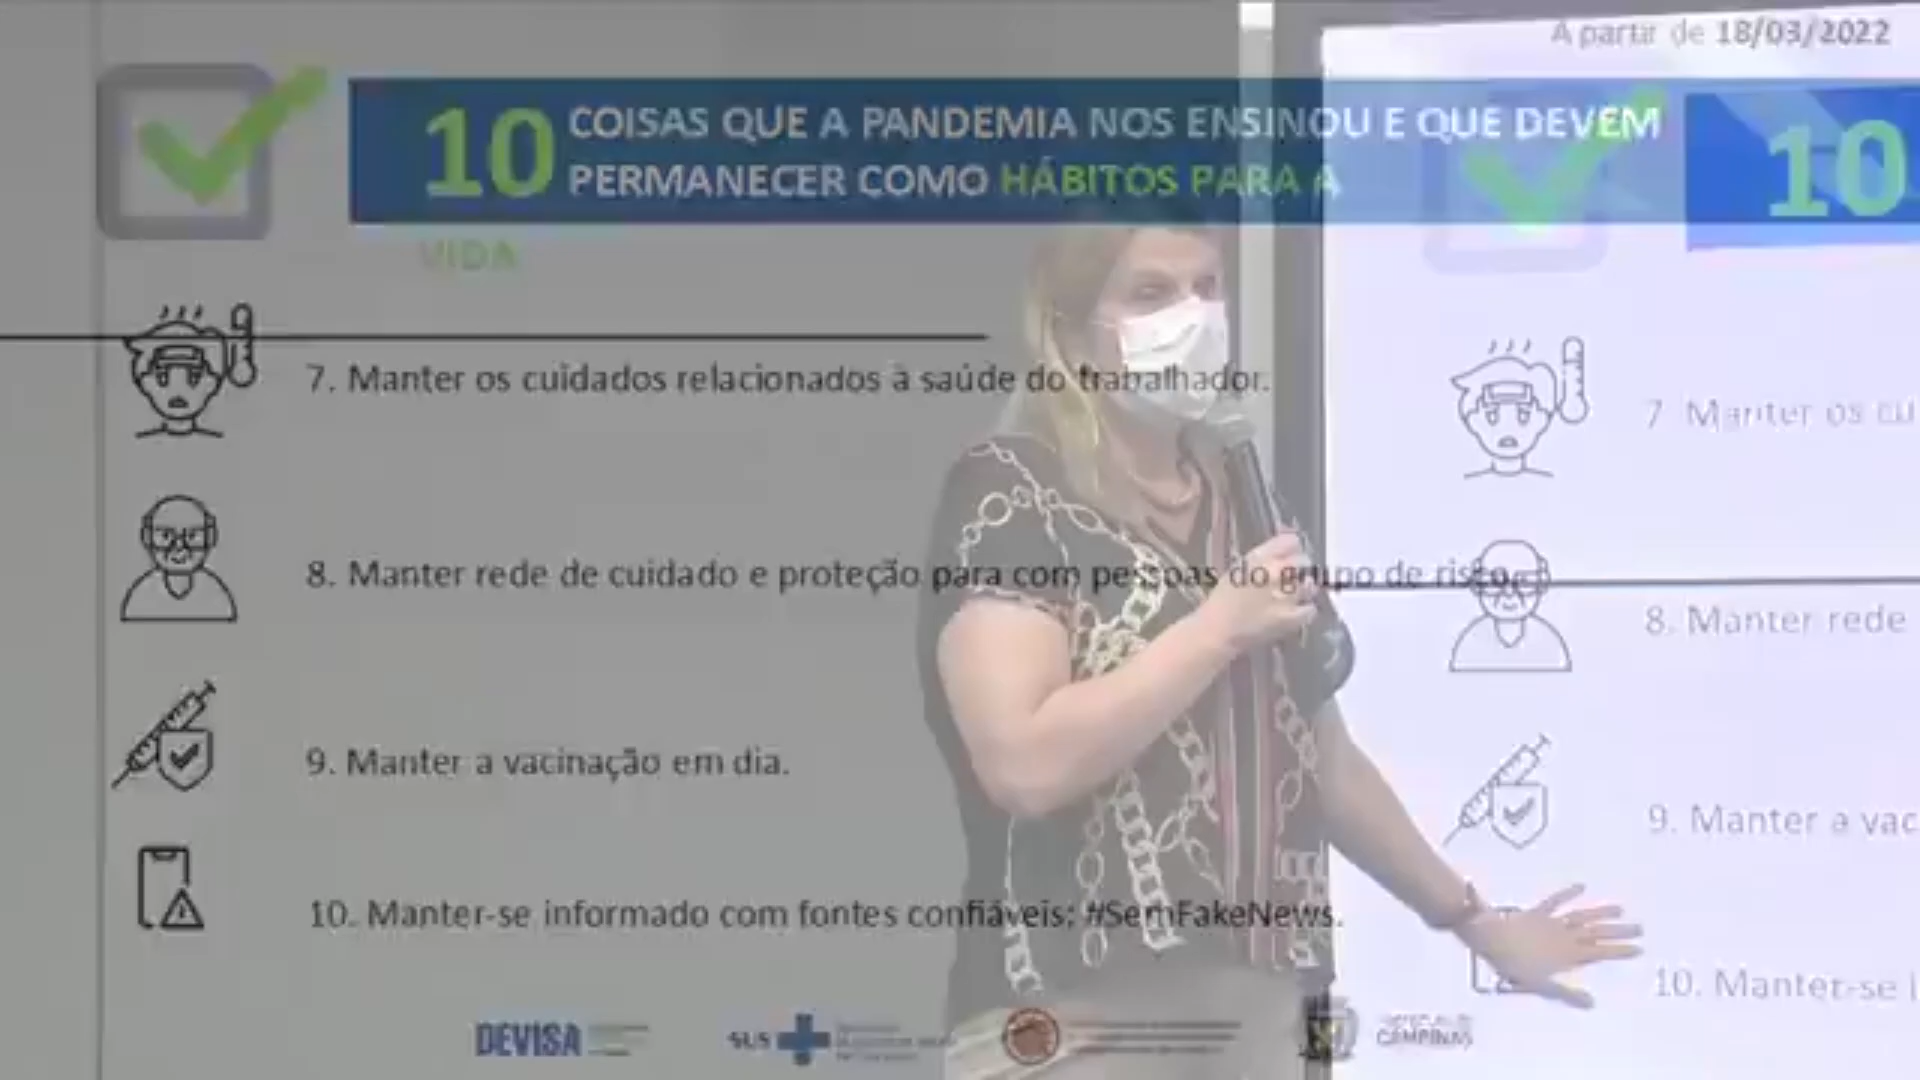 A partir de 18/03/2022
10 COISAS QUE A PANDEMIA NOS ENSINOU E QUE DEVEM
PERMANECER COMO HÁBITOS PARA A
VIDA
10
7. Manter os cuidados relacionados à saúde do trabalhador.
7 Manter os cu
8. Manter rede de cuidado e proteção para com pessoas do grupo de risco.
8. Manter rede
9. Manter a vacinação em dia.
9. Manter a vac
10. Manter-se informado com fontes confiáveis: #SemFakeNews.
10. Manter-se i
DEVISA
SUS
CAMPINAS